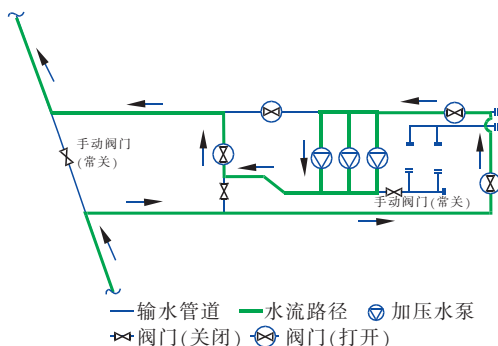 手动阀门
(常关)
手动阀门(常关)
输水管道
水流路径
加压水泵
阀门(关闭)
阀门(打开)